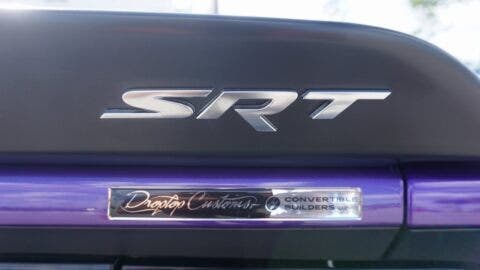 SRT
Droptop Customs
CONVERTIBLE
BUILDERS